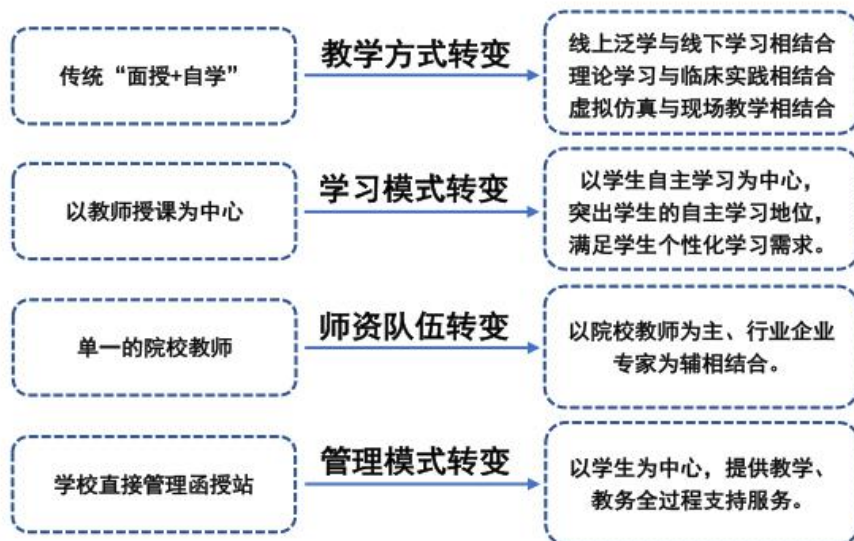 传统“面授+自学”
教学方式转变
线上泛学与线下学习相结合
理论学习与临床实践相结合
虚拟仿真与现场教学相结合
以教师授课为中心
学习模式转变
以学生自主学习为中心，
突出学生的自主学习地位，
满足学生个性化学习需求。
单一的院校教师
师资队伍转变
以院校教师为主、行业企业
专家为辅相结合。
学校直接管理函授站
管理模式转变
以学生为中心，提供教学、
教务全过程支持服务。